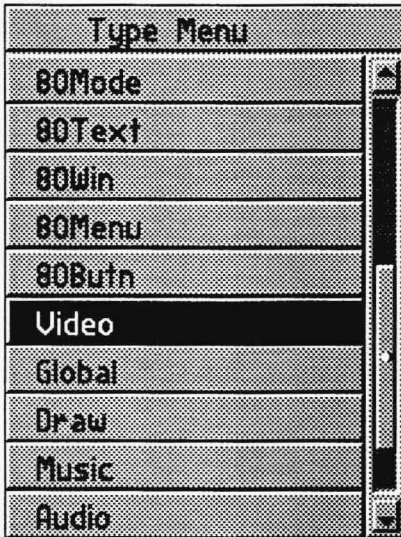 Type Menu
80Mode
80Text
80Win
80Menu
80Butn
Video
Global
Draw
Music
Audio